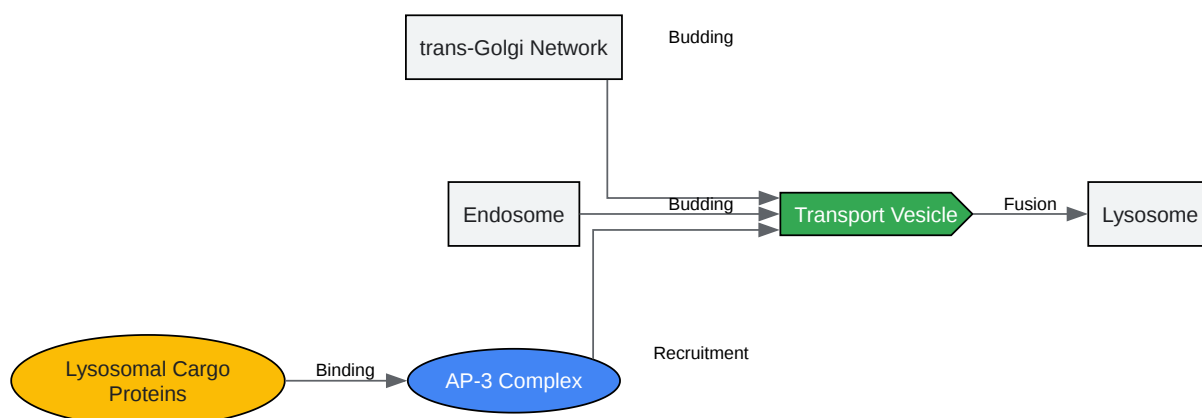 trans-Golgi Network
Budding
Endosome
Budding
Transport Vesicle
Fusion
Lysosome
Lysosomal Cargo
Proteins
Binding
AP-3 Complex
Recruitment